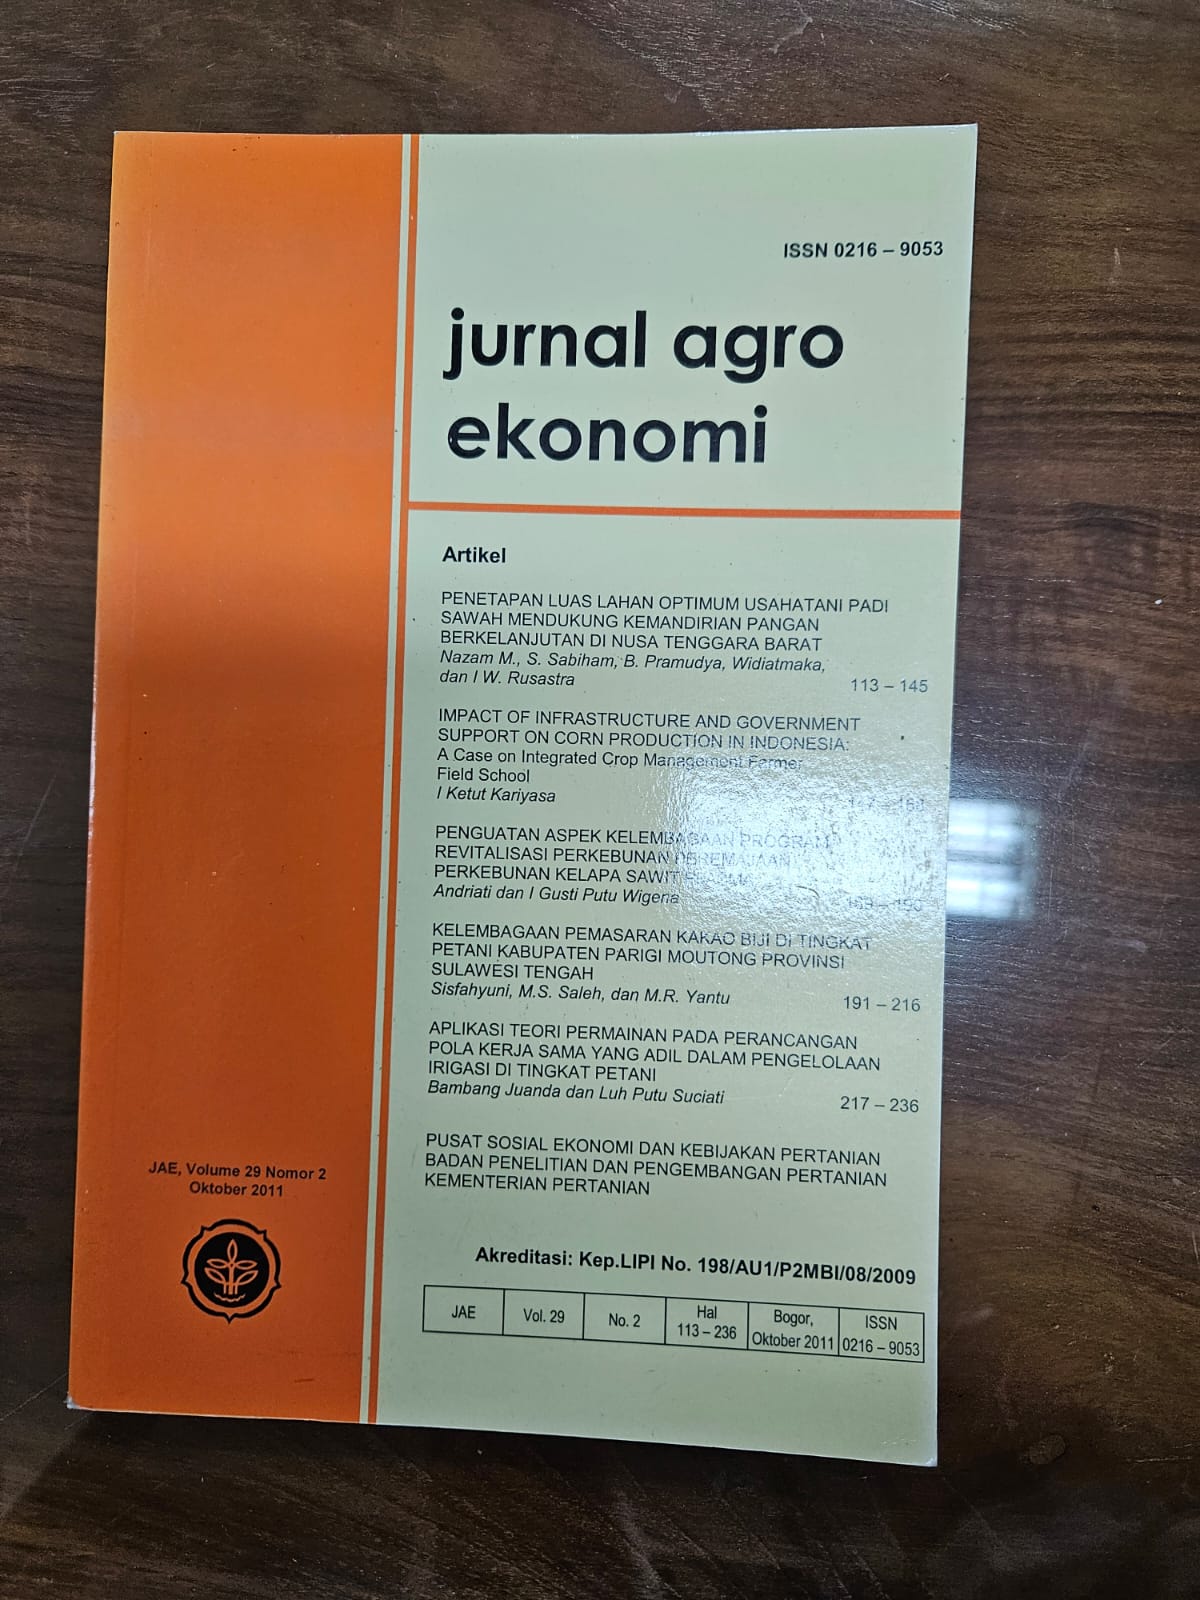 ISSN 0216 – 9053
jurnal agro
ekonomi
Artikel
PENETAPAN LUAS LAHAN OPTIMUM USAHATANI PADI
SAWAH MENDUKUNG KEMANDIRIAN PANGAN
BERKELANJUTAN DI NUSA TENGGARA BARAT
Nazam M., S. Sabiham, B. Pramudya, Widiatmaka,
dan I W. Rusastra 113 – 145
IMPACT OF INFRASTRUCTURE AND GOVERNMENT
SUPPORT ON CORN PRODUCTION IN INDONESIA:
A Case on Integrated Crop Management Farmer
Field School
I Ketut Kariyasa
PENGUATAN ASPEK KELEMBAGAAN PROGRAM
REVITALISASI PERKEBUNAN
PERKEBUNAN KELAPA SAWIT
Andriati dan I Gusti Putu Wigena
KELEMBAGAAN PEMASARAN KAKAO BIJI DI TINGKAT
PETANI KABUPATEN PARIGI MOUTONG PROVINSI
SULAWESI TENGAH
Sisfahyuni, M.S. Saleh, dan M.R. Yantu 191 – 216
APLIKASI TEORI PERMAINAN PADA PERANCANGAN
POLA KERJA SAMA YANG ADIL DALAM PENGELOLAAN
IRIGASI DI TINGKAT PETANI
Bambang Juanda dan Luh Putu Suciati 217 – 236
PUSAT SOSIAL EKONOMI DAN KEBIJAKAN PERTANIAN
BADAN PENELITIAN DAN PENGEMBANGAN PERTANIAN
KEMENTERIAN PERTANIAN
JAE, Volume 29 Nomor 2
Oktober 2011
Akreditasi: Kep.LIPI No. 198/AU1/P2MBI/08/2009
JAE Vol. 29 No. 2 Hal 113 – 236 Bogor, Oktober 2011 ISSN 0216 – 9053